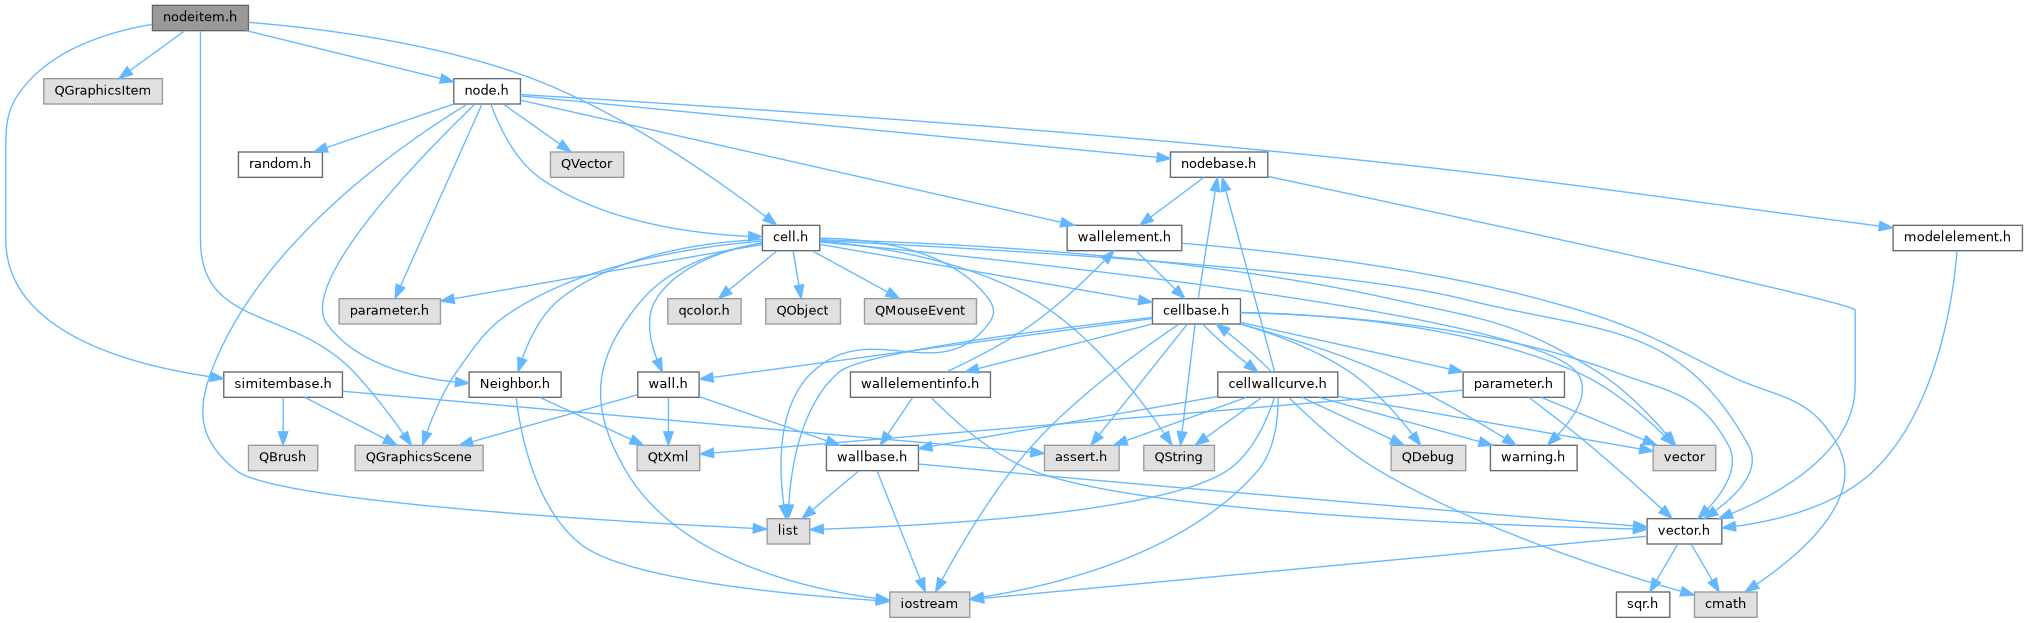 nodeitem.h
QGraphicsItem
node.h
random.h
QVector
nodebase.h
cell.h
wallelement.h
modelelement.h
parameter.h
qcolor.h
QObject
QMouseEvent
cellbase.h
simitembase.h
Neighbor.h
wall.h
wallelementinfo.h
cellwallcurve.h
parameter.h
QBrush
QGraphicsScene
QtXml
wallbase.h
assert.h
QString
QDebug
warning.h
vector
list
vector.h
iostream
sqr.h
cmath